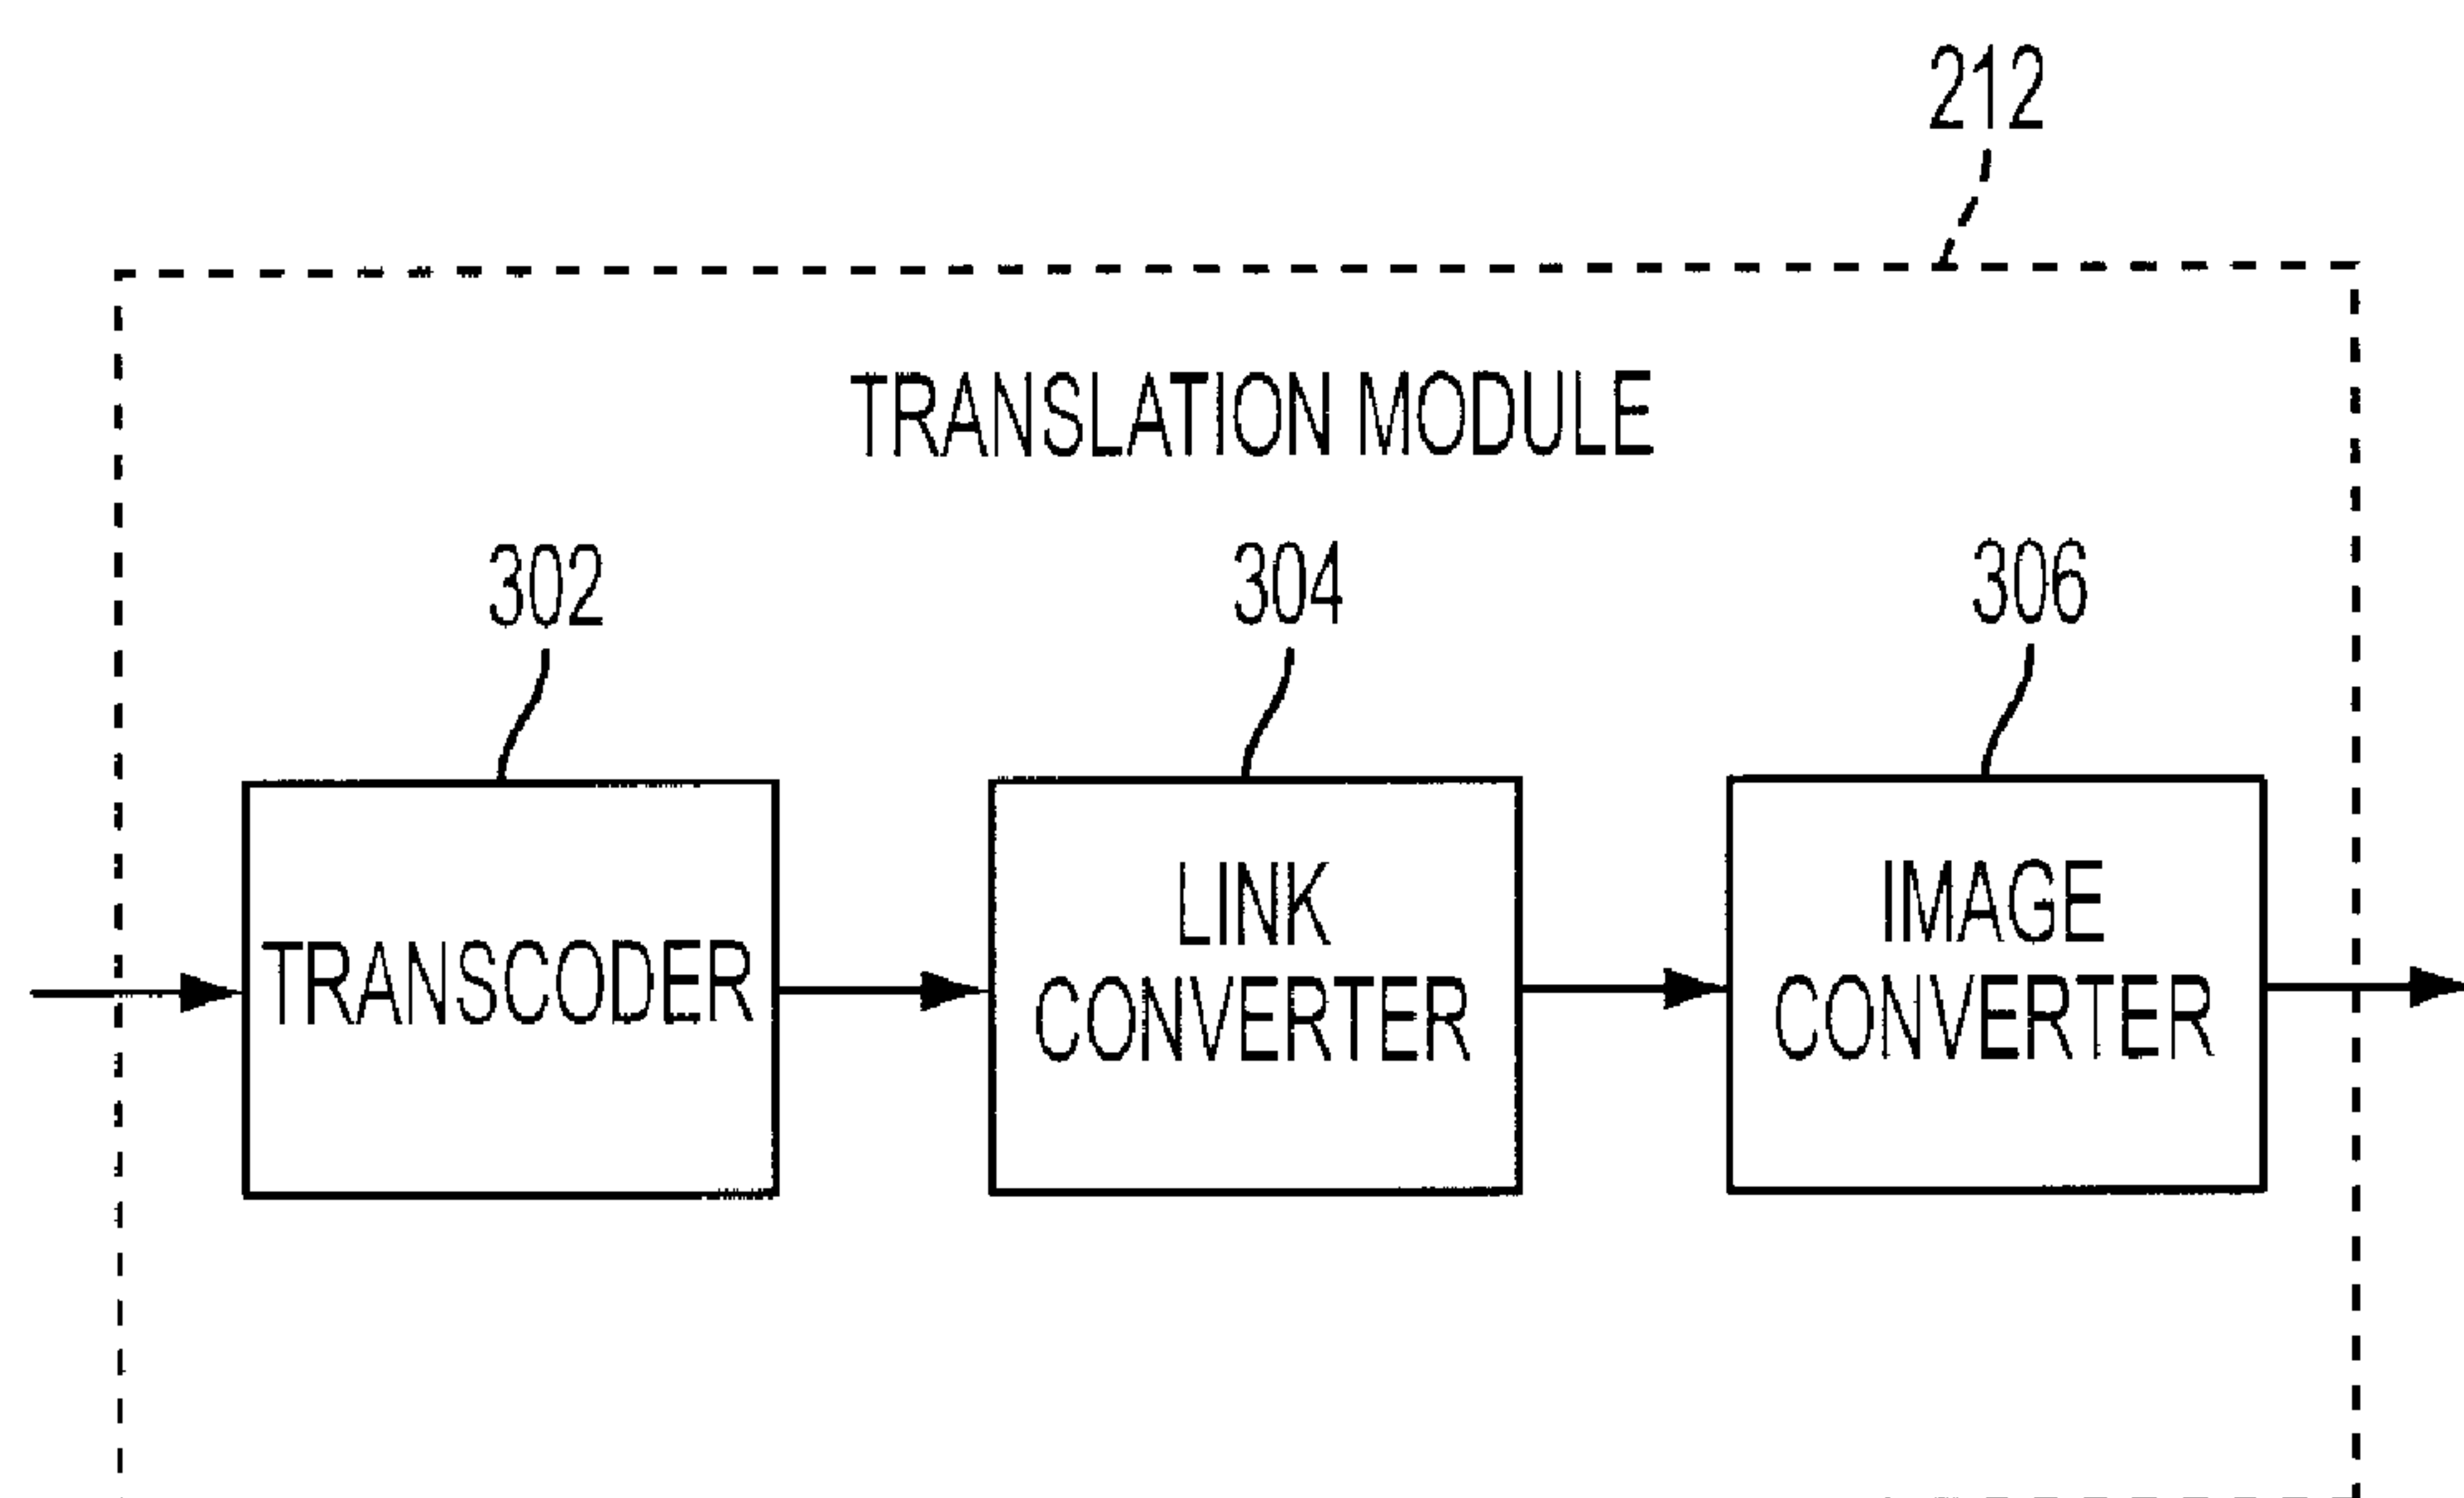 212
TRANSLATION MODULE
302
304
306
TRANSCODER
LINK
CONVERTER
IMAGE
CONVERTER